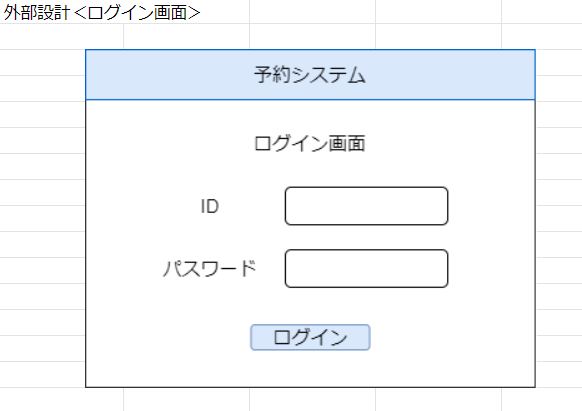 外部設計＜ログイン画面＞
予約システム
ログイン画面
ID
パスワード
ログイン